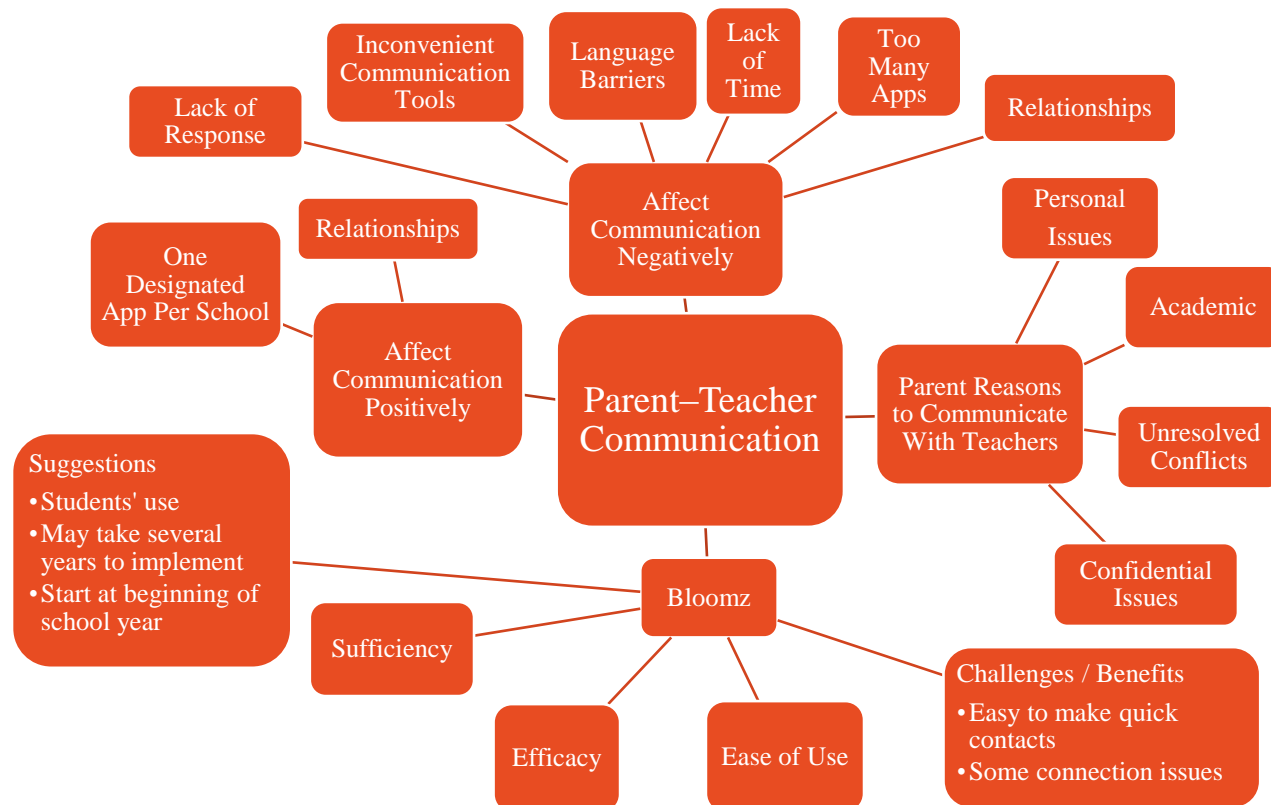 Inconvenient
Communication
Tools
Language
Barriers
Lack
of
Time
Too
Many
Apps
Lack of
Response
Relationships
Affect
Communication
Negatively
Personal
Issues
Relationships
One
Designated
App Per School
Academic
Affect
Communication
Positively
Parent–Teacher
Communication
Parent Reasons
to Communicate
With Teachers
Unresolved
Conflicts
Suggestions
•Students' use
•May take several
years to implement
•Start at beginning of
school year
Bloomz
Confidential
Issues
Sufficiency
Efficacy
Ease of Use
Challenges / Benefits
•Easy to make quick
contacts
•Some connection issues